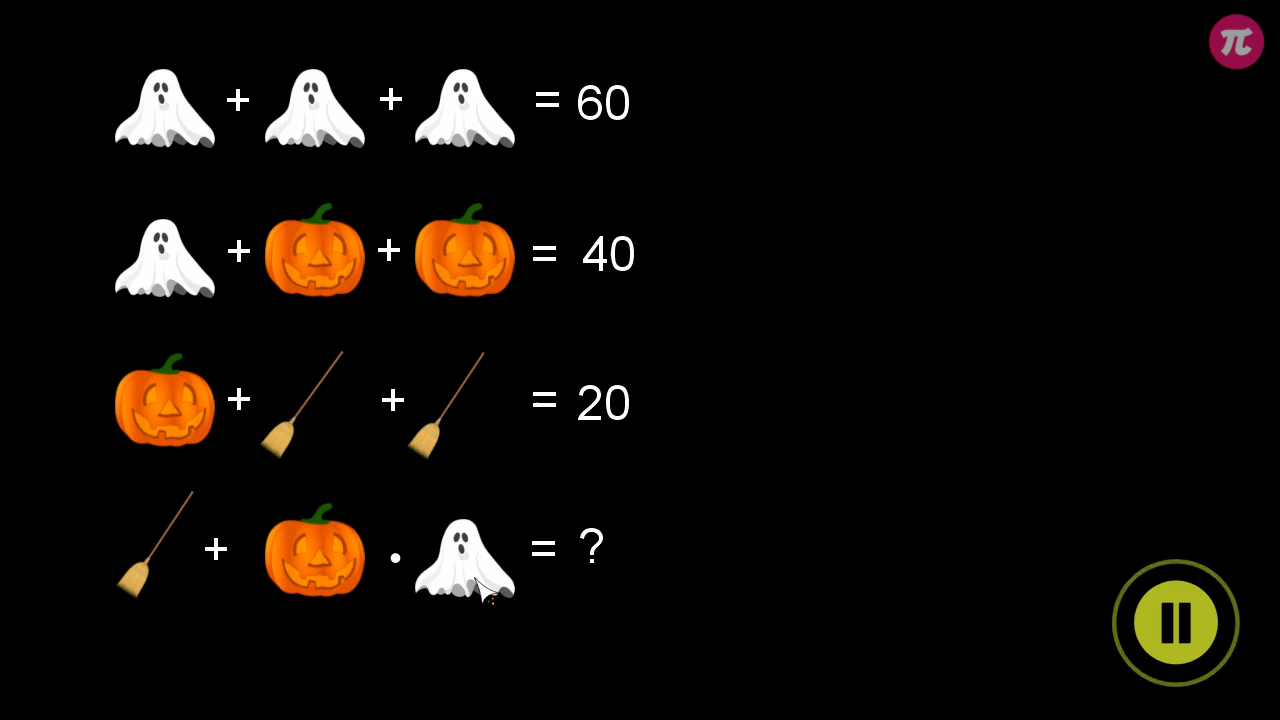 + + = 60
+ + = 40
+ + = 20
+ · = ?
π